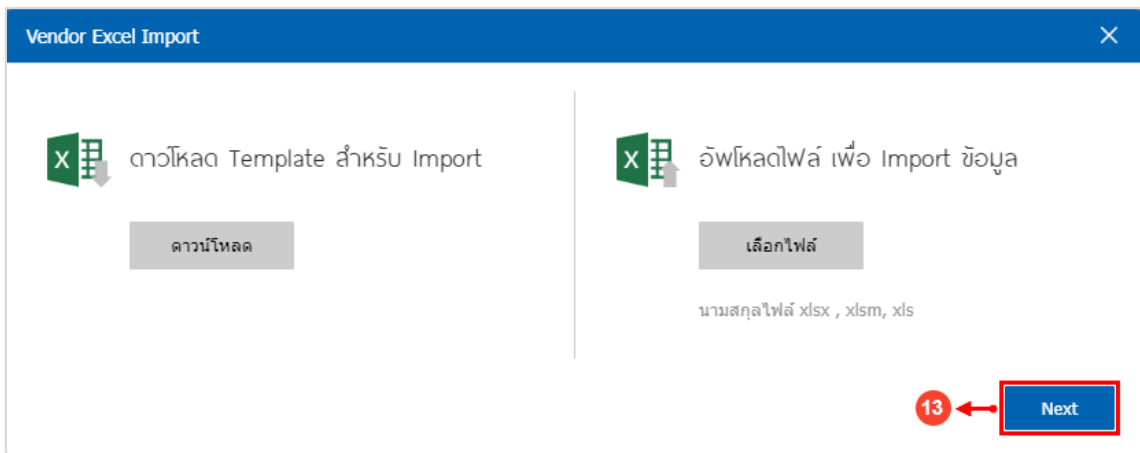 Vendor Excel Import
ดาวโหลด Template สำหรับ Import
ดาวน์โหลด
อัพโหลดไฟล์ เพื่อ Import ข้อมูล
เลือกไฟล์
นามสกุลไฟล์ xlsx , xlsm, xls
13
Next